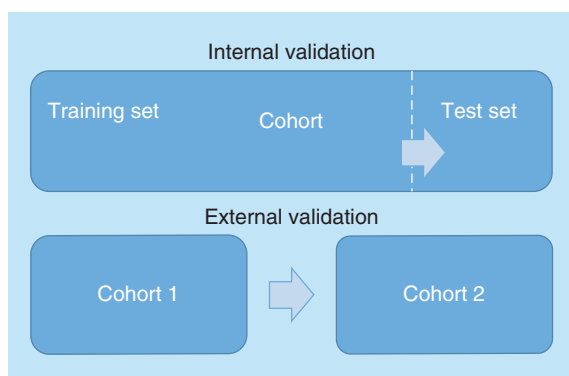 Internal validation
Training set
Cohort
Test set
External validation
Cohort 1
Cohort 2